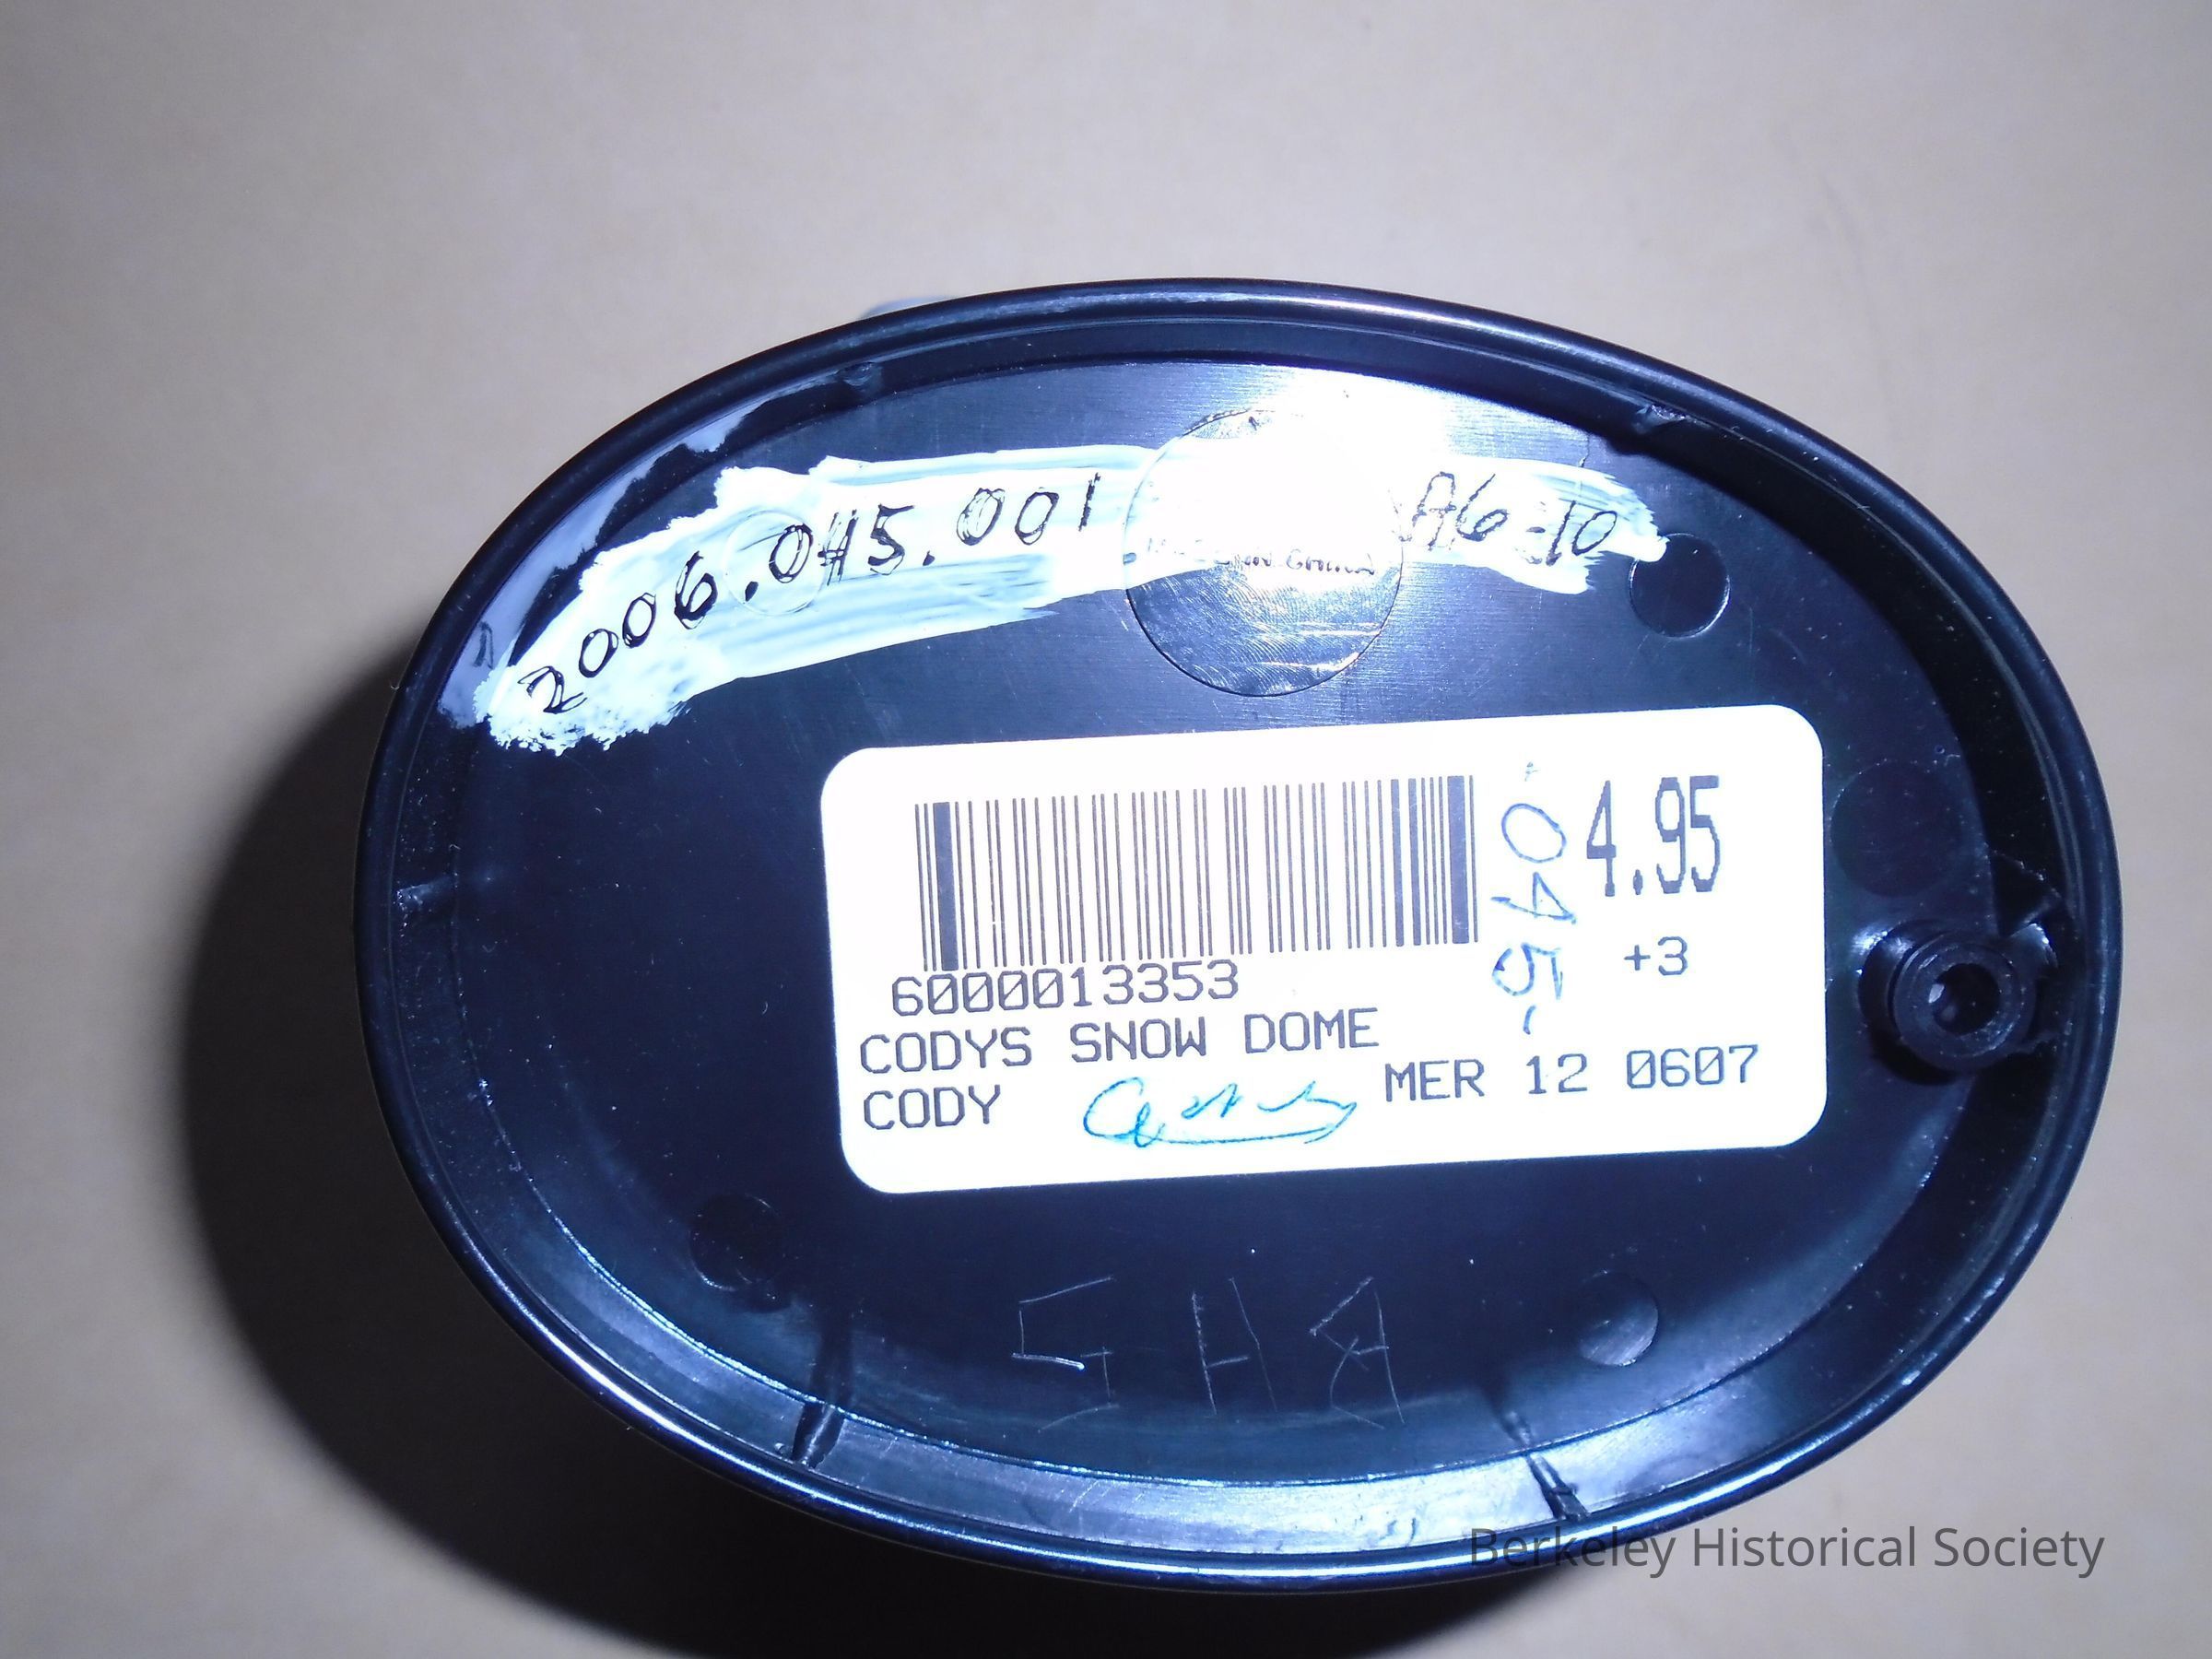 2006.045.001
A6-10
4.95
.045-
+3
6000013353
CODYS SNOW DOME
CODY
MER 12 0607
BHS
Berkeley Historical Society